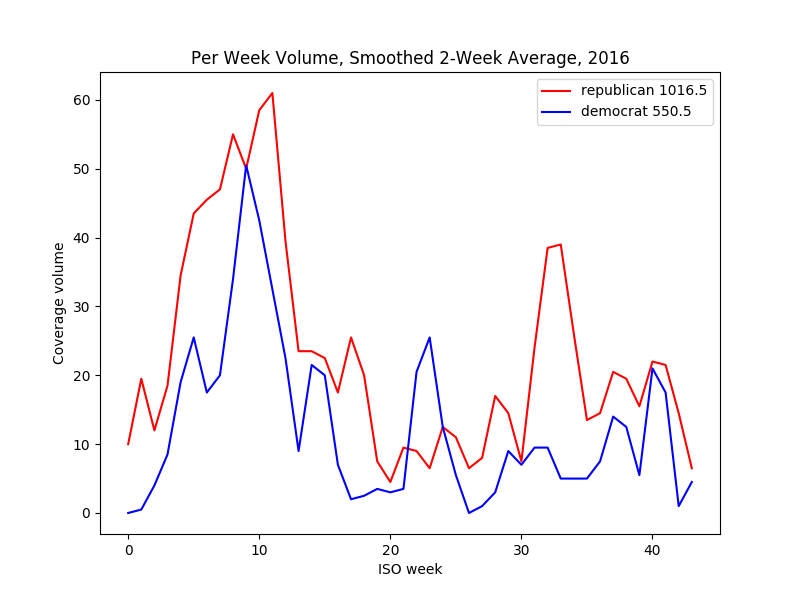 Per Week Volume, Smoothed 2-Week Average, 2016
republican 1016.5
democrat 550.5
Coverage volume
60
50
40
30
20
10
0
0 10 20 30 40
ISO week